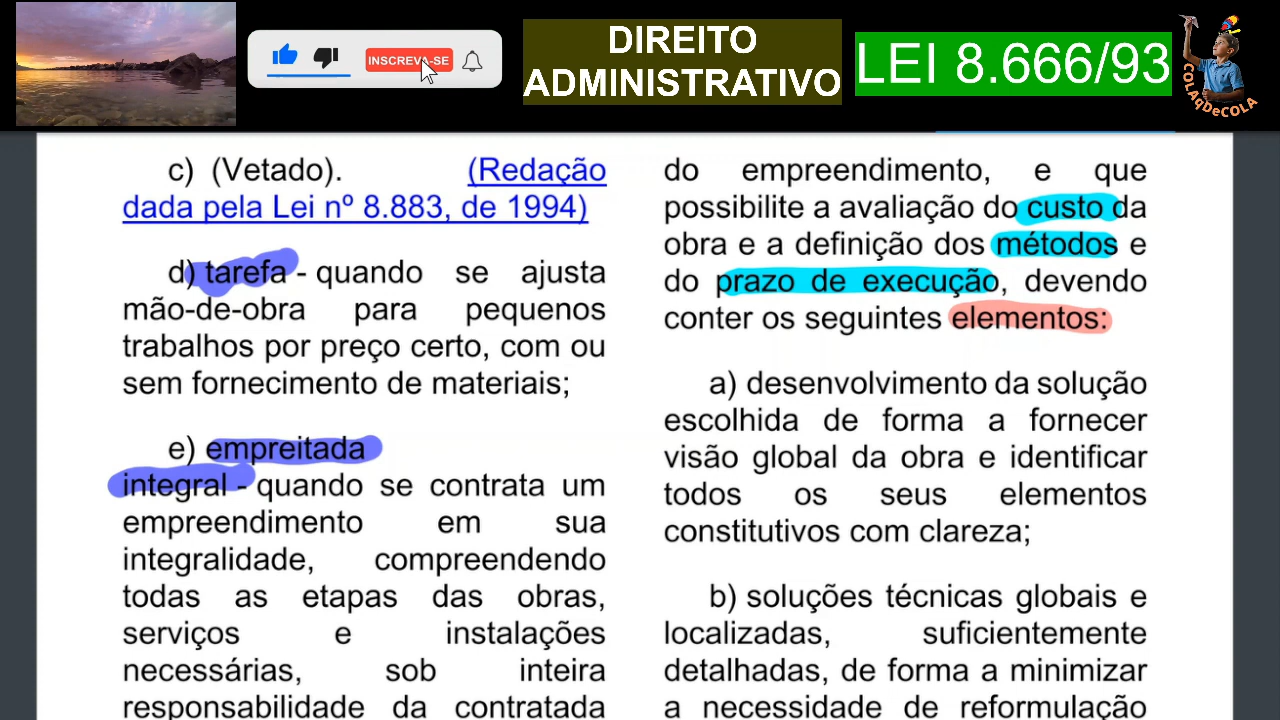 INSCREVA-SE
DIREITO
ADMINISTRATIVO
LEI 8.666/93
COLAqDeCOLA
c) (Vetado). (Redação
dada pela Lei nº 8.883, de 1994)
d) tarefa - quando se ajusta
mão-de-obra para pequenos
trabalhos por preço certo, com ou
sem fornecimento de materiais;
e) empreitada
integral - quando se contrata um
empreendimento em sua
integralidade, compreendendo
todas as etapas das obras,
serviços e instalações
necessárias, sob inteira
responsabilidade da contratada
do empreendimento, e que
possibilite a avaliação do custo da
obra e a definição dos métodos e
do prazo de execução, devendo
conter os seguintes elementos:
a) desenvolvimento da solução
escolhida de forma a fornecer
visão global da obra e identificar
todos os seus elementos
constitutivos com clareza;
b) soluções técnicas globais e
localizadas, suficientemente
detalhadas, de forma a minimizar
a necessidade de reformulação